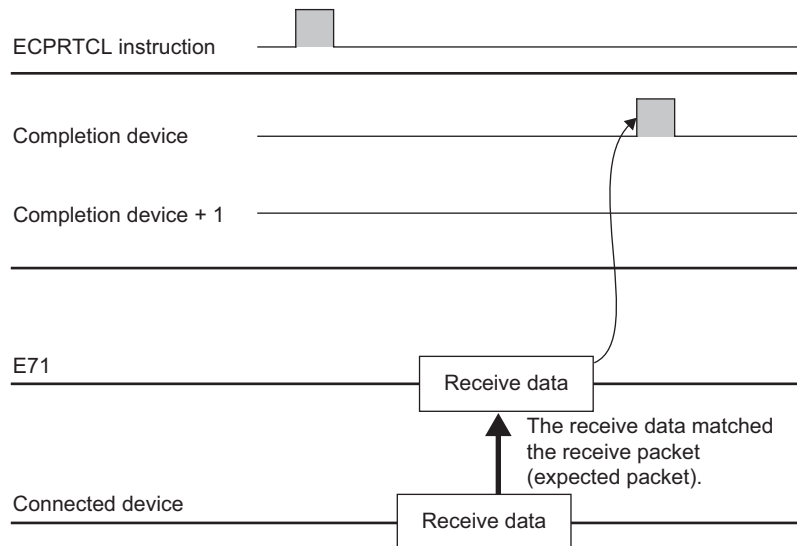 ECPRTCL instruction
Completion device
Completion device + 1
E71
Receive data
The receive data matched
the receive packet
(expected packet).
Connected device
Receive data